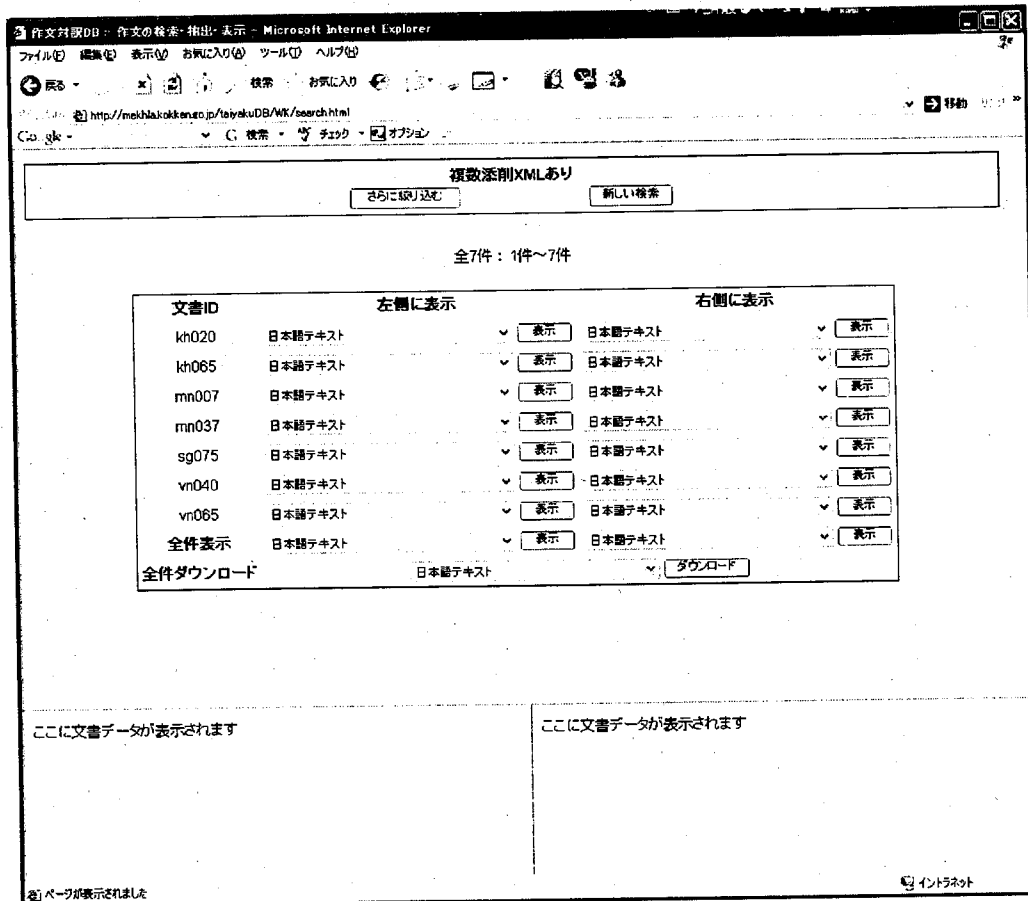 作文対訳DB :: 作文の検索・抽出・表示 - Microsoft Internet Explorer
ファイル(F) 編集(E) 表示(V) お気に入り(A) ツール(T) ヘルプ(H)
戻る 検索 お気に入り
http://mekhla.kokken.go.jp/taiyakuDB/WK/search.html 移動
検索 チェック オプション
複数添削XMLあり
さらに絞り込む 新しい検索
全7件： 1件～7件
文書ID 左側に表示 右側に表示
kh020 日本語テキスト 表示 日本語テキスト 表示
kh065 日本語テキスト 表示 日本語テキスト 表示
mn007 日本語テキスト 表示 日本語テキスト 表示
mn037 日本語テキスト 表示 日本語テキスト 表示
sg075 日本語テキスト 表示 日本語テキスト 表示
vn040 日本語テキスト 表示 日本語テキスト 表示
vn065 日本語テキスト 表示 日本語テキスト 表示
全件表示 日本語テキスト 表示 日本語テキスト 表示
全件ダウンロード 日本語テキスト ダウンロード
ここに文書データが表示されます ここに文書データが表示されます
ページが表示されました イントラネット